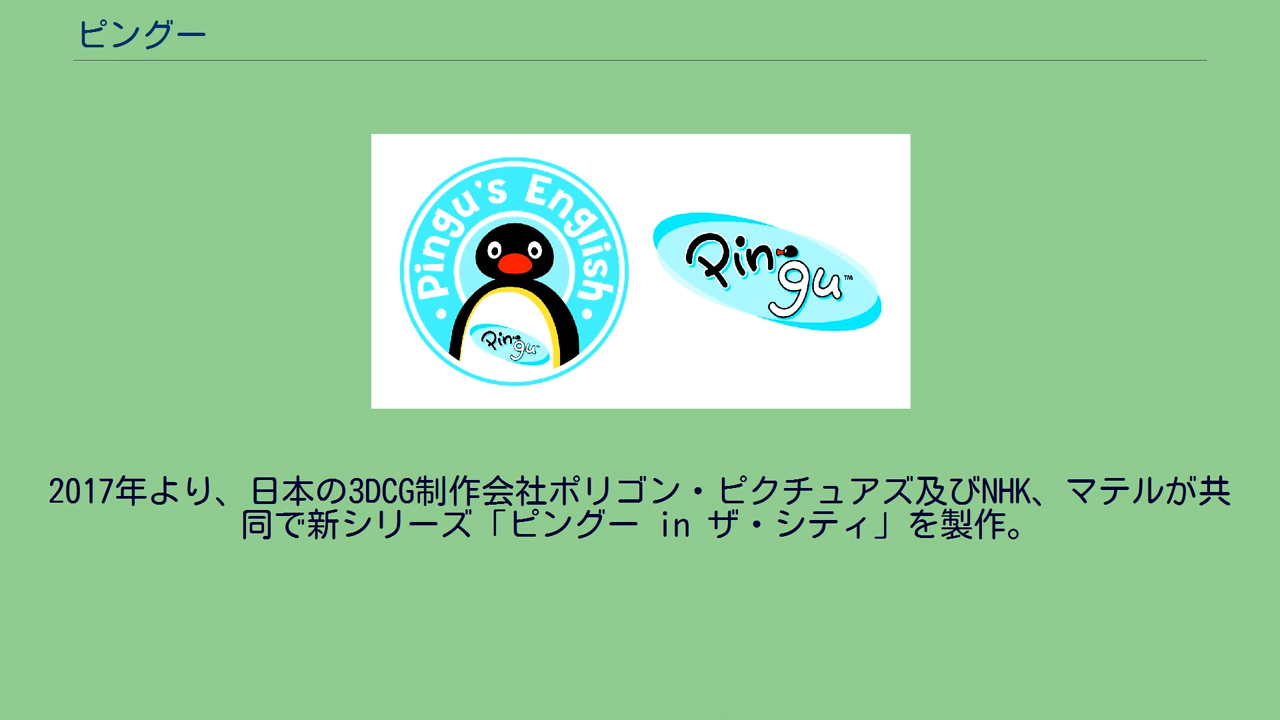 ピングー
·Pingu's English·
Pingu
Pingu™
2017年より、日本の3DCG制作会社ポリゴン・ピクチュアズ及びNHK、マテルが共
同で新シリーズ「ピングー in ザ・シティ」を製作。